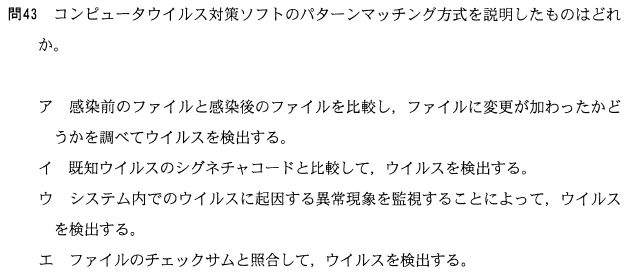 問43 コンピュータウイルス対策ソフトのパターンマッチング方式を説明したものはどれ
か。
ア 感染前のファイルと感染後のファイルを比較し，ファイルに変更が加わったかど
うかを調べてウイルスを検出する。
イ 既知ウイルスのシグネチャコードと比較して，ウイルスを検出する。
ウ システム内でのウイルスに起因する異常現象を監視することによって，ウイルス
を検出する。
エ ファイルのチェックサムと照合して，ウイルスを検出する。